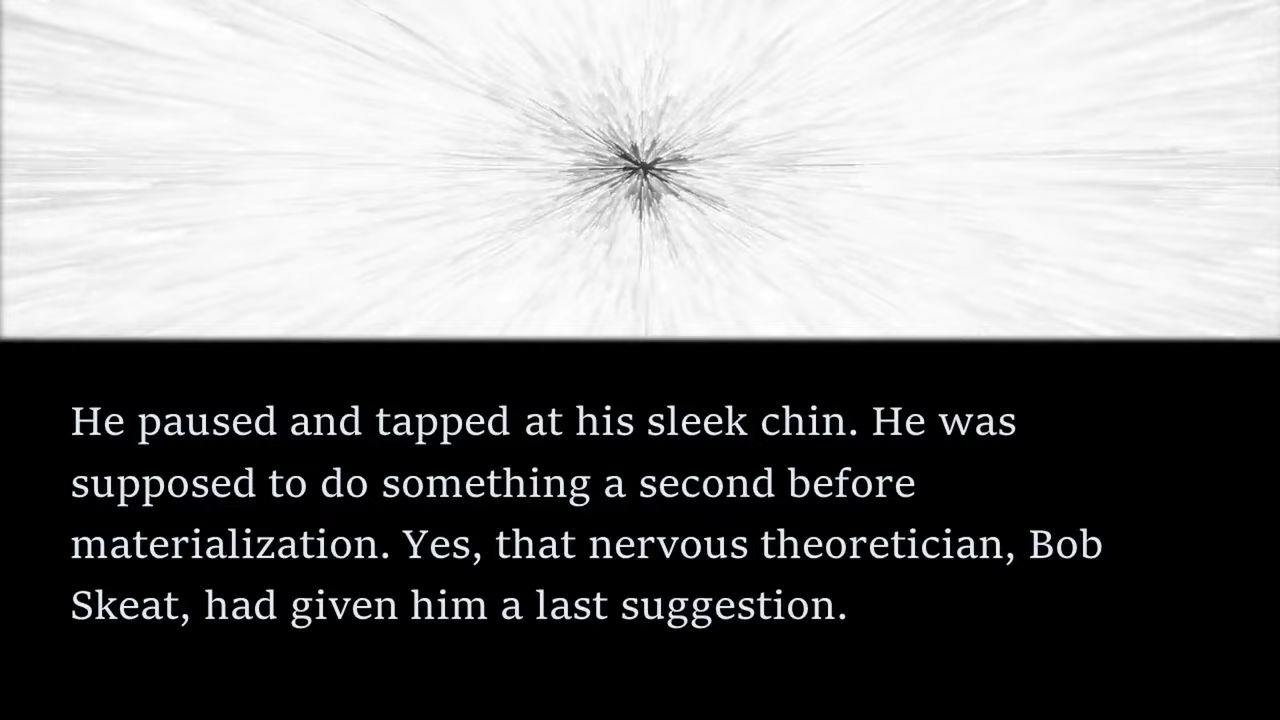 He paused and tapped at his sleek chin. He was
supposed to do something a second before
materialization. Yes, that nervous theoretician, Bob
Skeat, had given him a last suggestion.